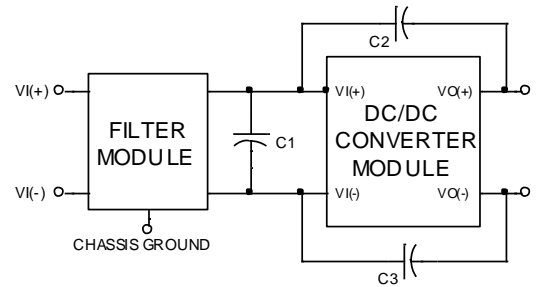 C2
VI(+)
VI(+)
VO(+)
FILTER
MODULE
C1
DC/DC
CONVERTER
MODULE
VI(-)
VI(-)
VO(-)
CHASSIS GROUND
C3